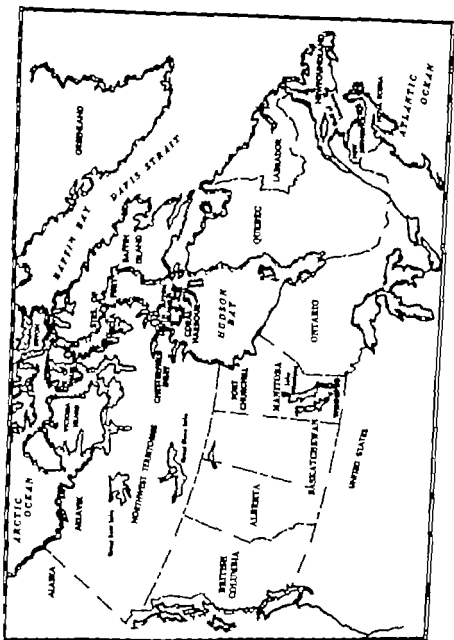 GREENLAND
BAFFIN BAY
DAVIS STRAIT
ARCTIC
OCEAN
ALASKA
AKLAVIK
VICTORIA
ISLAND
BAFFIN
ISLAND
NORTHWEST TERRITORIES
CHESTERFIELD
INLET
CORAL
HARBOUR
HUDSON
BAY
FORT
CHURCHILL
BRITISH
COLUMBIA
ALBERTA
SASKATCHEWAN
MANITOBA
ONTARIO
QUEBEC
LABRADOR
NEWFOUNDLAND
ATLANTIC
OCEAN
UNITED STATES